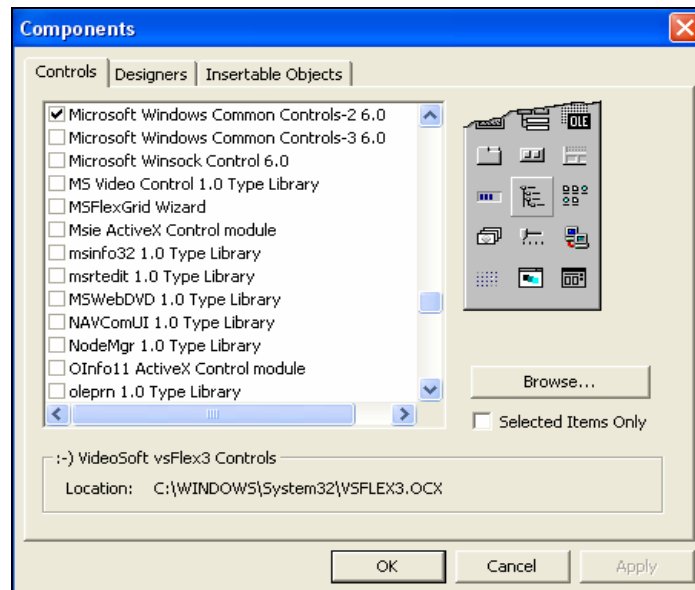 Components
Controls
Designers
Insertable Objects
Microsoft Windows Common Controls-2 6.0
Microsoft Windows Common Controls-3 6.0
Microsoft Winsock Control 6.0
MS Video Control 1.0 Type Library
MSFlexGrid Wizard
Msie ActiveX Control module
msinfo32 1.0 Type Library
msrtedit 1.0 Type Library
MSWebDVD 1.0 Type Library
NAVComUI 1.0 Type Library
NodeMgr 1.0 Type Library
OInfo11 ActiveX Control module
oleprn 1.0 Type Library
OLE
Browse...
Selected Items Only
:-) VideoSoft vsFlex3 Controls
Location: C:\WINDOWS\System32\VSFLEX3.OCX
OK
Cancel
Apply